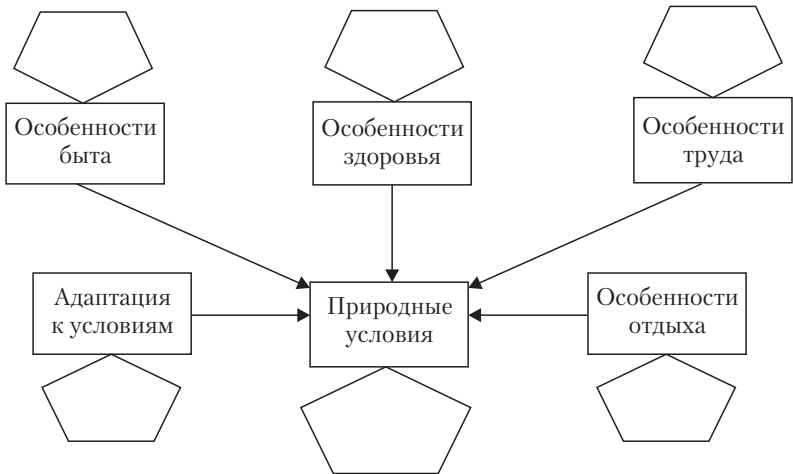 Особенности
быта
Особенности
здоровья
Особенности
труда
Адаптация
к условиям
Природные
условия
Особенности
отдыха